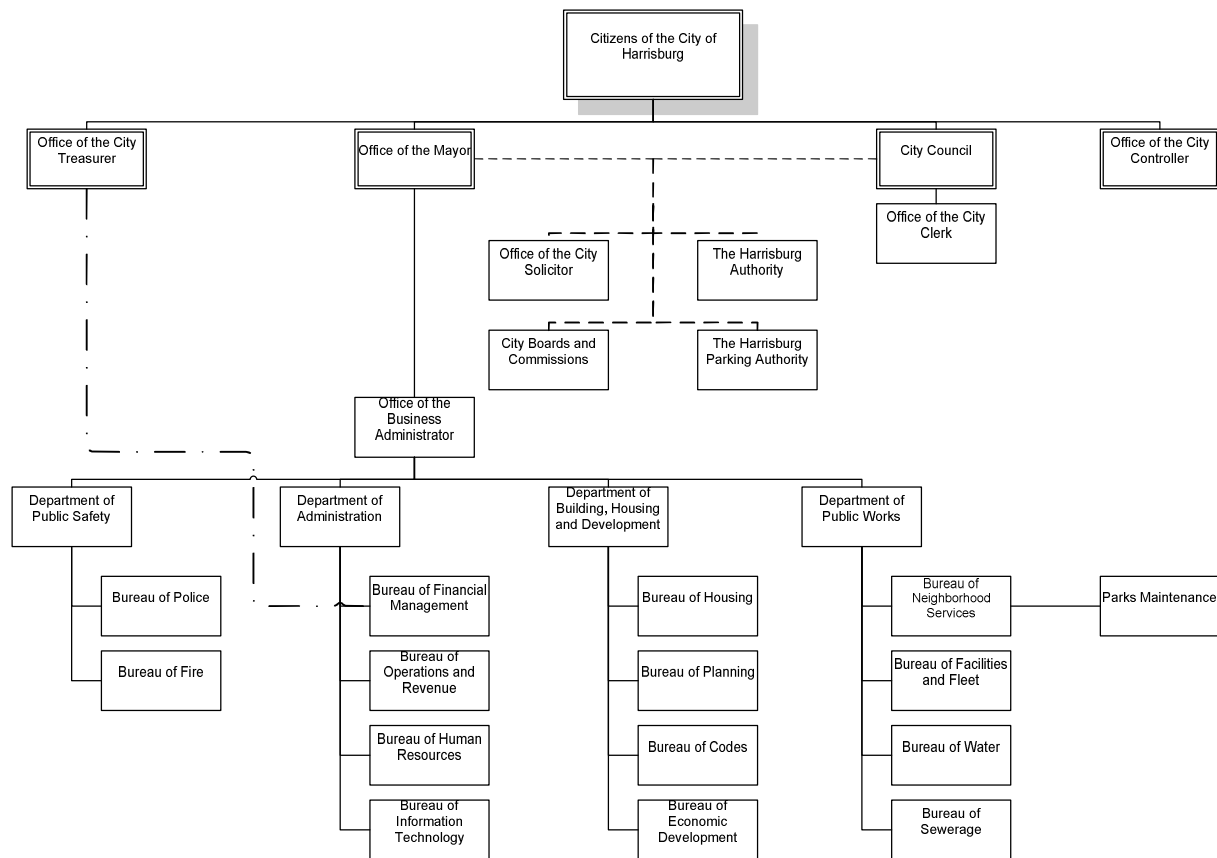 Citizens of the City of
Harrisburg
Office of the City
Treasurer
Office of the Mayor
City Council
Office of the City
Controller
Office of the City
Clerk
Office of the City
Solicitor
The Harrisburg
Authority
City Boards and
Commissions
The Harrisburg
Parking Authority
Office of the
Business
Administrator
Department of
Public Safety
Department of
Administration
Department of
Building, Housing
and Development
Department of
Public Works
Bureau of Police
Bureau of Financial
Management
Bureau of Housing
Bureau of
Neighborhood
Services
Parks Maintenance
Bureau of Fire
Bureau of
Operations and
Revenue
Bureau of Planning
Bureau of Facilities
and Fleet
Bureau of Human
Resources
Bureau of Codes
Bureau of Water
Bureau of
Information
Technology
Bureau of
Economic
Development
Bureau of
Sewerage